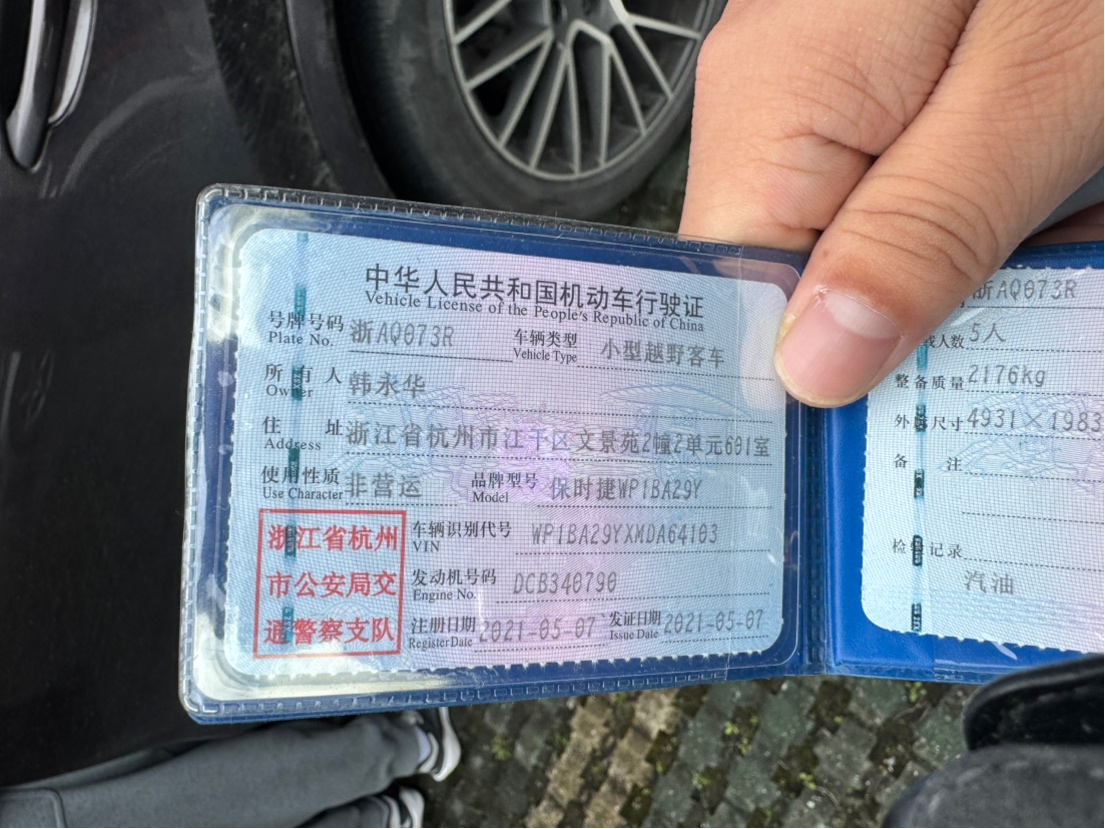 中华人民共和国机动车行驶证
Vehicle License of the People's Republic of China
号牌号码 浙AQ073R 车辆类型 小型越野客车
Plate No. Vehicle Type
所有人 韩永华
Owner
住址 浙江省杭州市江干区文景苑2幢2单元601室
Address
使用性质 非营运 品牌型号 保时捷WP1BA29Y
Use Character Model
浙江省杭州
市公安局交
通警察支队
车辆识别代号 WP1BA29YXMDA64103
VIN
发动机号码 DCB340790
Engine No.
注册日期 2021-05-07 发证日期 2021-05-07
Register Date Issue Date
浙AQ073R
载人数 5人
整备质量 2176kg
外廓尺寸 4931×1983
备注
检验记录
汽油